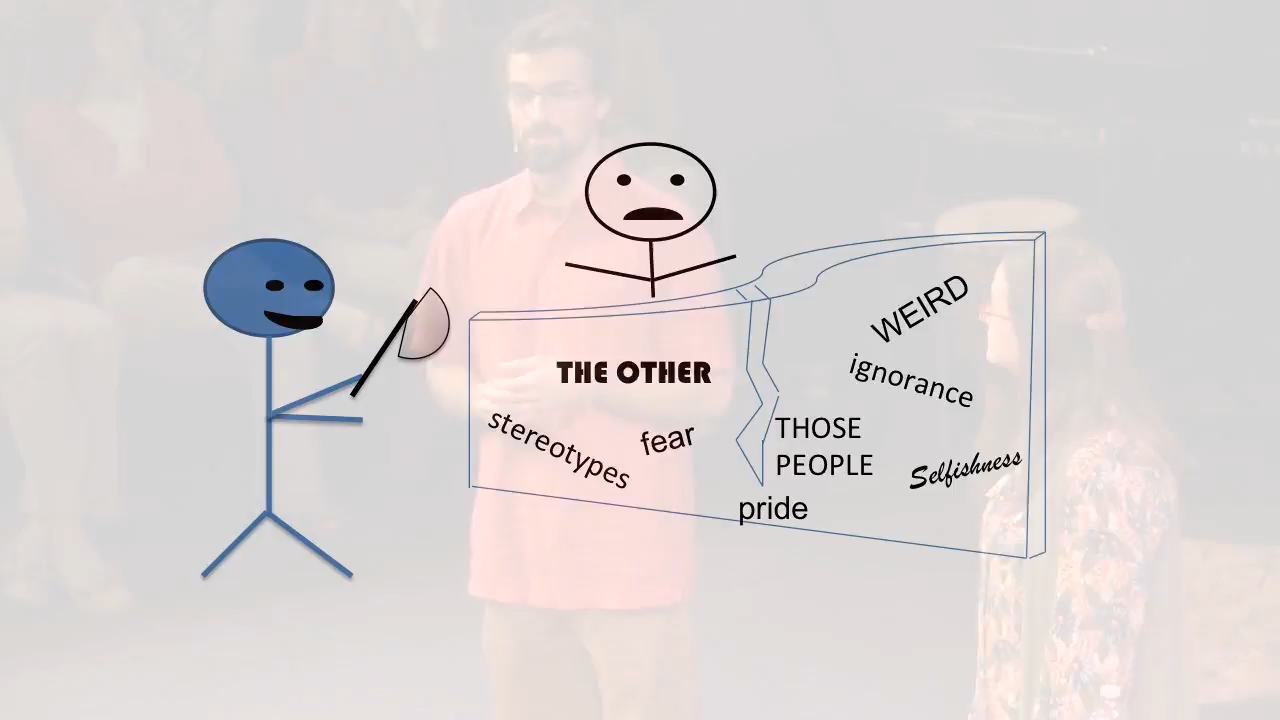 WEIRD
THE OTHER
ignorance
stereotypes
fear
THOSE
PEOPLE
Selfishness
pride